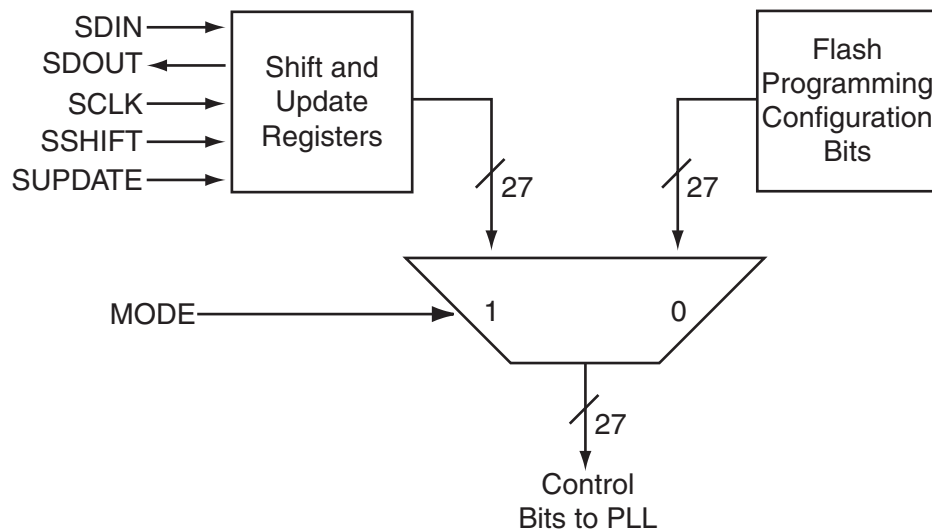 SDIN
SDOUT
SCLK
SSHIFT
SUPDATE
Shift and
Update
Registers
Flash
Programming
Configuration
Bits
27
27
MODE
1
0
27
Control
Bits to PLL